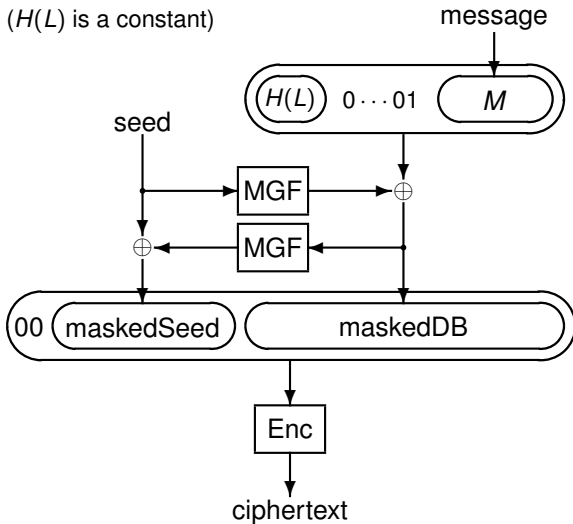 (H(L) is a constant)
message
H(L) 0 ··· 01 M
seed
MGF
MGF
00 maskedSeed maskedDB
Enc
ciphertext